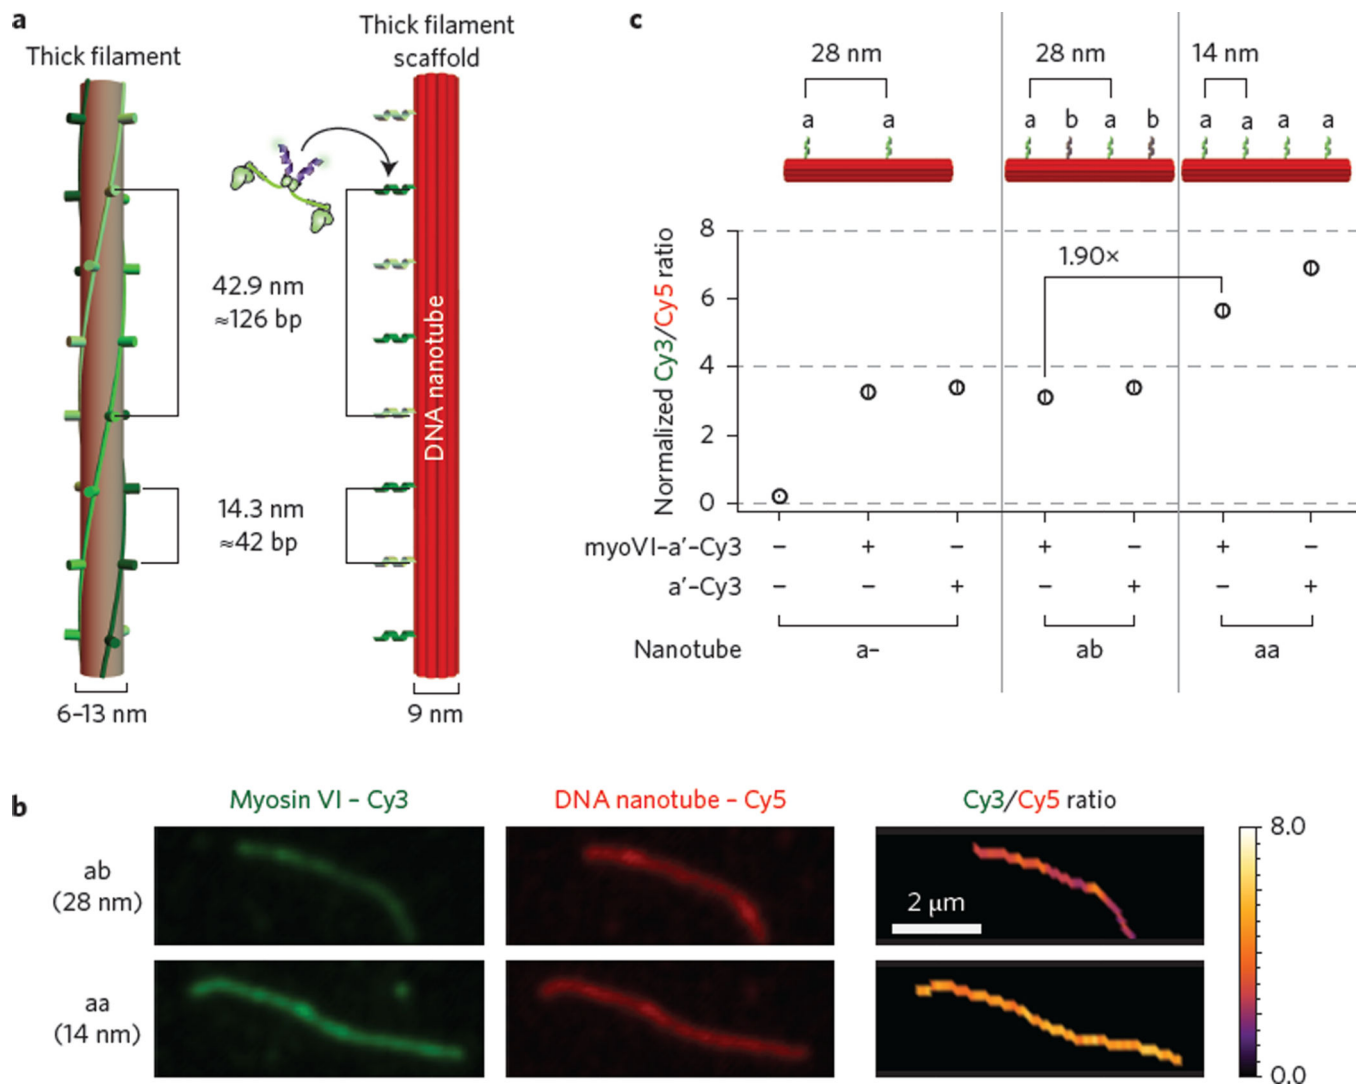 a
Thick filament
Thick filament
scaffold
42.9 nm
≈126 bp
14.3 nm
≈42 bp
DNA nanotube
6–13 nm
9 nm
c
28 nm
28 nm
14 nm
a a
a b a b
a a a a
Normalized Cy3/Cy5 ratio
8
6
4
2
0
1.90×
myoVI–a′–Cy3 – + – + – + –
a′–Cy3 – – + – + – +
Nanotube a– ab aa
b
Myosin VI – Cy3
DNA nanotube – Cy5
Cy3/Cy5 ratio
ab
(28 nm)
2 μm
8.0
aa
(14 nm)
0.0